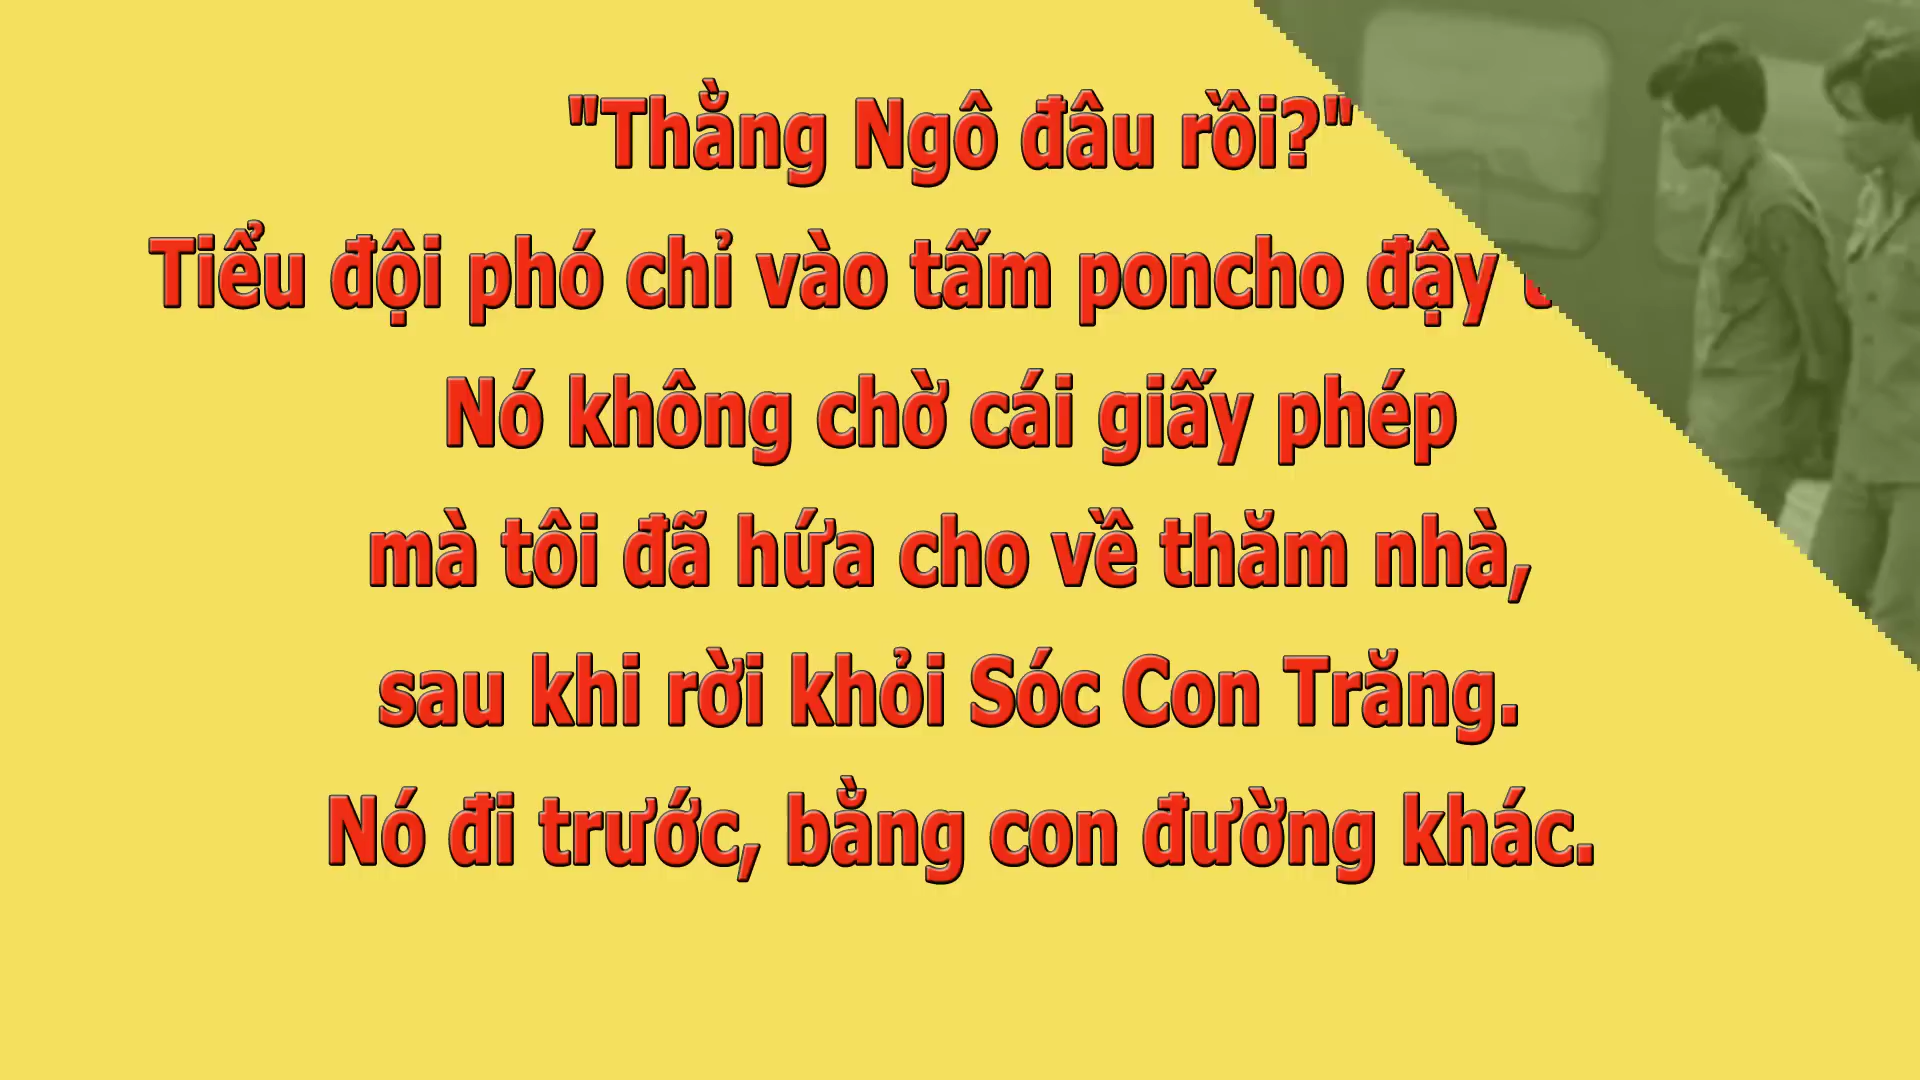 "Thằng Ngô đâu rồi?"
Tiểu đội phó chỉ vào tấm poncho đậy
Nó không chờ cái giấy phép
mà tôi đã hứa cho về thăm nhà,
sau khi rời khỏi Sóc Con Trăng.
Nó đi trước, bằng con đường khác.